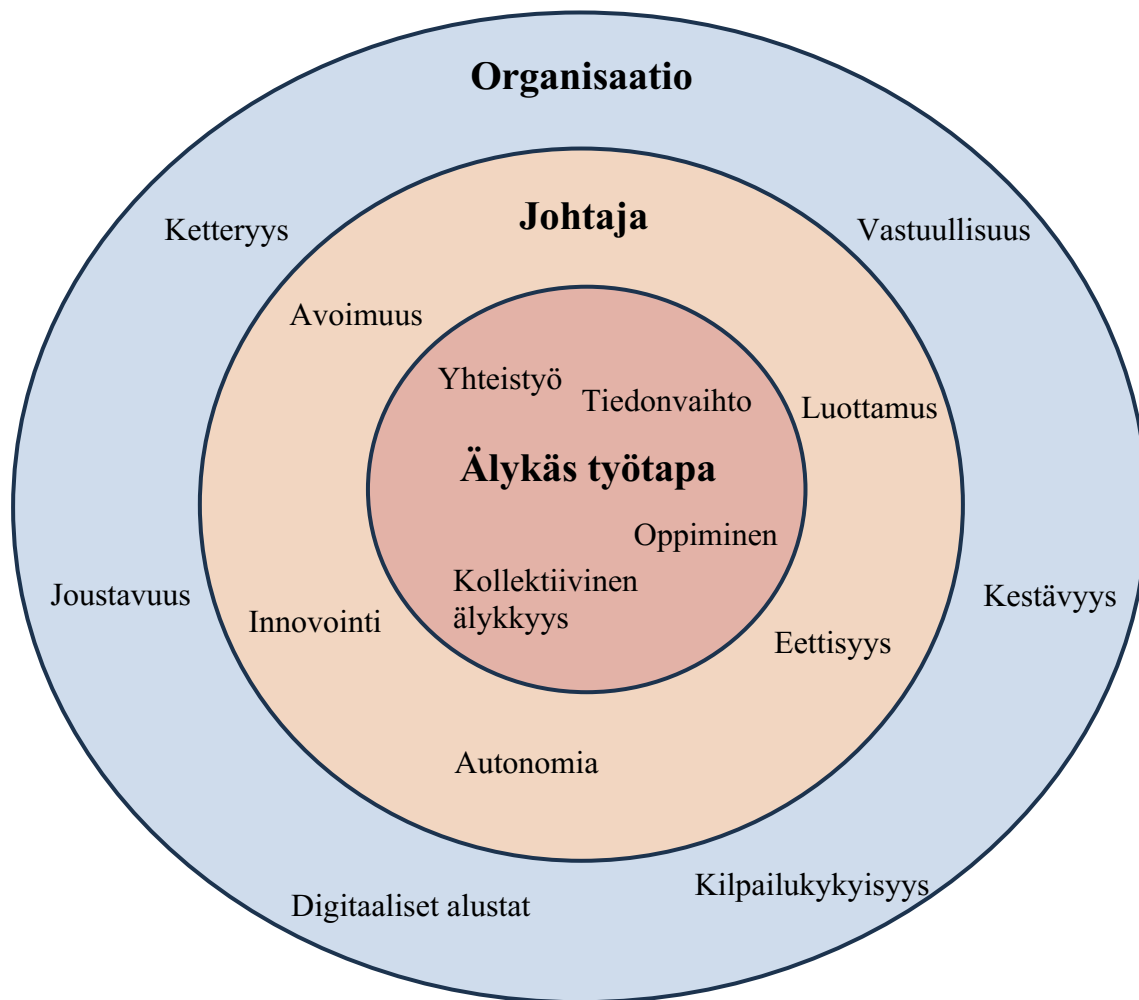 Organisaatio
Johtaja
Ketteryys
Vastuullisuus
Avoimuus
Yhteistyö
Tiedonvaihto
Luottamus
Älykäs työtapa
Oppiminen
Kollektiivinen
älykkyys
Joustavuus
Kestävyys
Innovointi
Eettisyys
Autonomia
Kilpailukykyisyys
Digitaaliset alustat